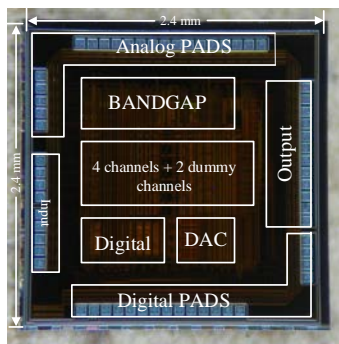 2.4 mm
Analog PADS
2.4 mm
BANDGAP
4 channels + 2 dummy
channels
Output
Input
Digital
DAC
Digital PADS